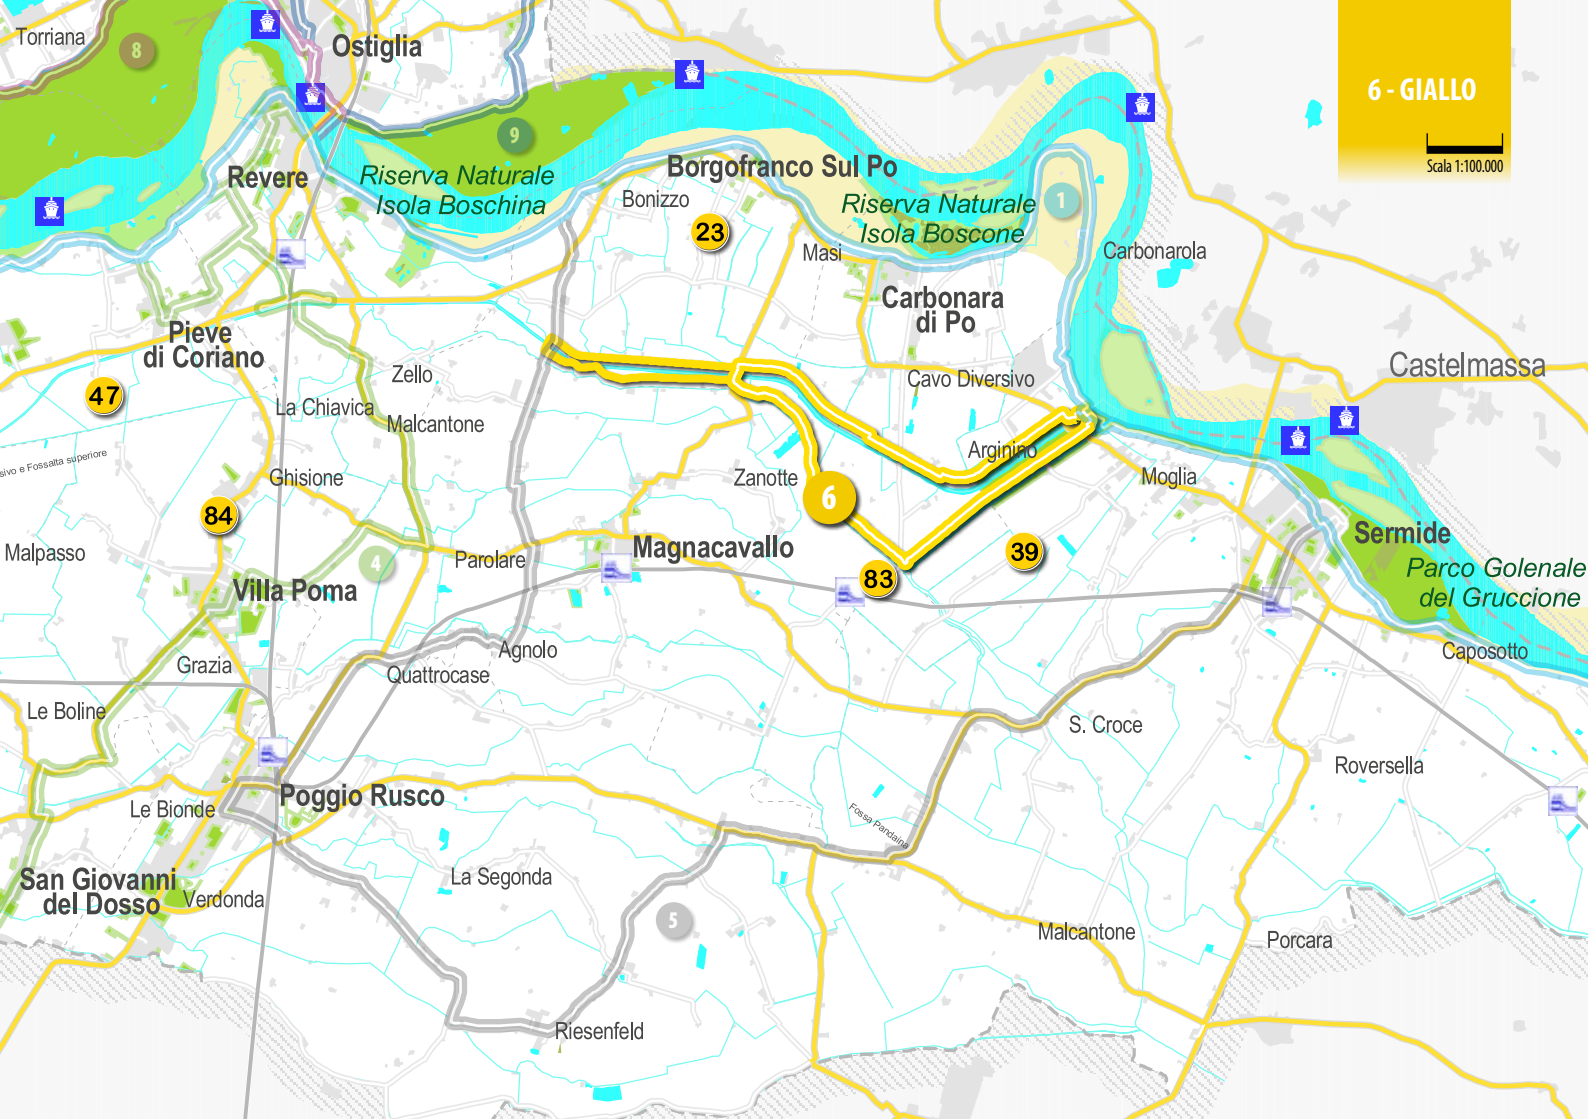 Torriana
8
Ostiglia
6 - GIALLO
Scala 1:100.000
9
Revere
Riserva Naturale
Isola Boschina
Borgofranco Sul Po
Bonizzo
23
Riserva Naturale
Isola Boscone
1
Masi
Carbonarola
Carbonara
di Po
Pieve
di Coriano
Zello
Cavo Diversivo
Castelmassa
47
La Chiavica
Malcantone
sivo e Fossalta superiore
Ghisione
Zanotte
Arginino
Moglia
6
84
Malpasso
Parolare
Magnacavallo
39
Sermide
4
83
Parco Golenale
del Gruccione
Villa Poma
Grazia
Agnolo
Quattrocase
Caposotto
Le Boline
S. Croce
Roversella
Le Bionde
Poggio Rusco
Fossa Pandaina
San Giovanni
del Dosso
Verdonda
La Segonda
5
Malcantone
Porcara
Riesenfeld